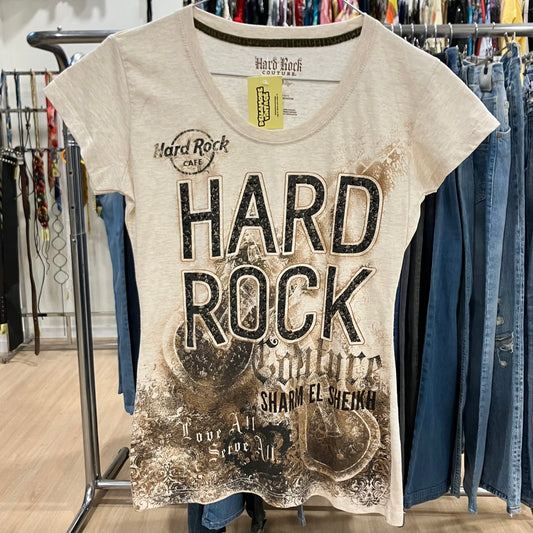 Hard Rock
COUTURE
Hard Rock
CAFE
HARD
ROCK
Couture
SHARM EL SHEIKH
Love All
Serve All